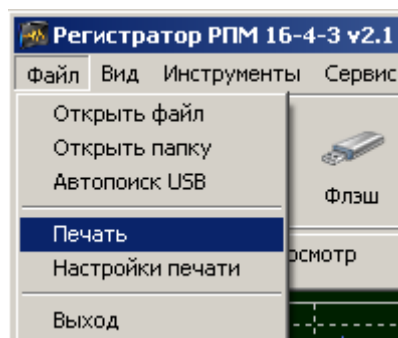 Регистратор РПМ 16-4-3 v2.1
Файл Вид Инструменты Сервис
Открыть файл
Открыть папку
Автопоиск USB
Флэш
Печать
Настройки печати
осмотр
Выход